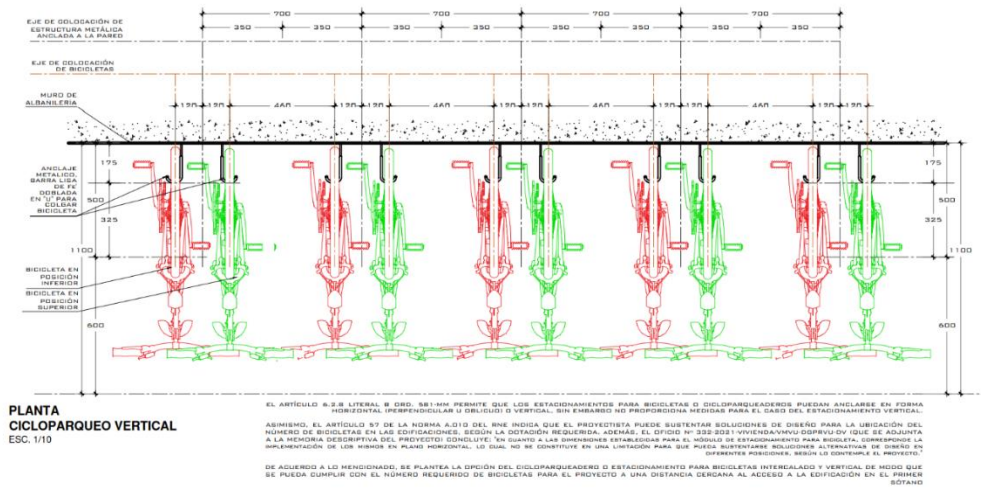 700 700 700 700
350 350 350 350 350 350 350 350
EJE DE COLOCACIÓN DE
ESTRUCTURA METÁLICA
ANCLADA A LA PARED
EJE DE COLOCACIÓN
DE BICICLETAS
120 120 460 120 120 460 120 120 460 120 120 460 120 120
MURO DE
ALBANILERÍA
ANCLAJE
METALICO,
BARRA LISA
DE FE
DOBLADA
EN "U" PARA
COLGAR
BICICLETA
175 175
500 500
325 325
1100 1100
BICICLETA EN
POSICIÓN
INFERIOR
BICICLETA EN
POSICIÓN
SUPERIOR
600 600
PLANTA
CICLOPARQUEO VERTICAL
ESC. 1/10
EL ARTÍCULO 6.2.8 LITERAL B ORD. 581-MM PERMITE QUE LOS ESTACIONAMIENTOS PARA BICICLETAS O CICLOPARQUEADEROS PUEDAN ANCLARSE EN FORMA
HORIZONTAL (PERPENDICULAR U OBLICUO) O VERTICAL, SIN EMBARGO NO PROPORCIONA MEDIDAS PARA EL CASO DEL ESTACIONAMIENTO VERTICAL.
ASIMISMO, EL ARTÍCULO 57 DE LA NORMA A.010 DEL RNE INDICA QUE EL PROYECTISTA PUEDE SUSTENTAR SOLUCIONES DE DISEÑO PARA LA UBICACIÓN DEL
NÚMERO DE BICICLETAS EN LAS EDIFICACIONES, SEGÚN LA DOTACIÓN REQUERIDA, ADEMÁS, EL OFICIO Nº 332-2021-VIVIENDA/VMVU-DGPRVU-DV (QUE SE ADJUNTA
A LA MEMORIA DESCRIPTIVA DEL PROYECTO) CONCLUYE: "EN CUANTO A LAS DIMENSIONES ESTABLECIDAS PARA EL MÓDULO DE ESTACIONAMIENTO PARA BICICLETA, CORRESPONDE LA
IMPLEMENTACIÓN DE LOS MISMOS EN PLANO HORIZONTAL, LO CUAL NO SE CONSTITUYE EN UNA LIMITACIÓN PARA QUE PUEDA SUSTENTARSE SOLUCIONES ALTERNATIVAS DE DISEÑO EN
DIFERENTES POSICIONES, SEGÚN LO CONTEMPLE EL PROYECTO."
DE ACUERDO A LO MENCIONADO, SE PLANTEA LA OPCIÓN DEL CICLOPARQUEADERO O ESTACIONAMIENTO PARA BICICLETAS INTERCALADO Y VERTICAL DE MODO QUE
SE PUEDA CUMPLIR CON EL NÚMERO REQUERIDO DE BICICLETAS PARA EL PROYECTO A UNA DISTANCIA CERCANA AL ACCESO A LA EDIFICACIÓN EN EL PRIMER
SÓTANO